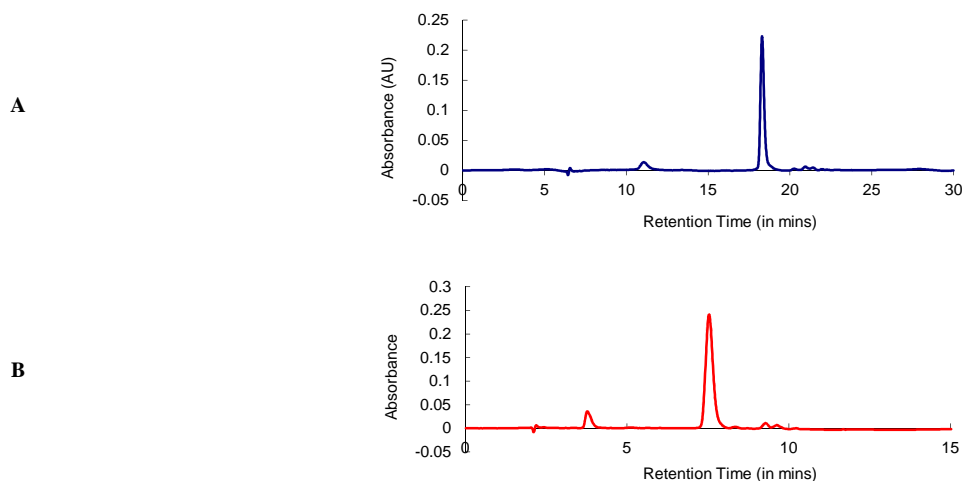 A
Absorbance (AU)
0.25
0.2
0.15
0.1
0.05
0
-0.05
0 5 10 15 20 25 30
Retention Time (in mins)
B
Absorbance
0.3
0.25
0.2
0.15
0.1
0.05
0
-0.05
0 5 10 15
Retention Time (in mins)